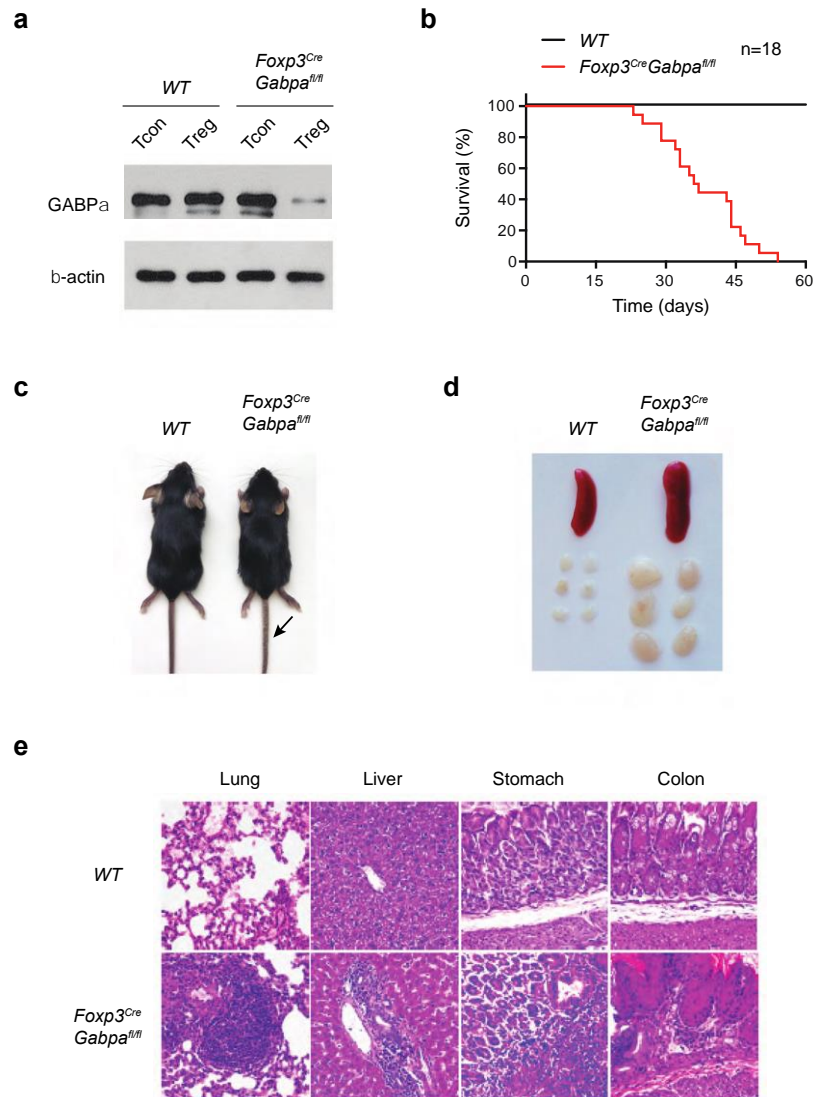 a
WT
Foxp3Cre
Gabpafl/fl
Tcon
Treg
Tcon
Treg
GABPa
b-actin
b
WT
Foxp3CreGabpafl/fl
n=18
100
80
60
40
20
0
Survival (%)
0
15
30
45
60
Time (days)
c
WT
Foxp3Cre
Gabpafl/fl
d
WT
Foxp3Cre
Gabpafl/fl
e
Lung
Liver
Stomach
Colon
WT
Foxp3Cre
Gabpafl/fl